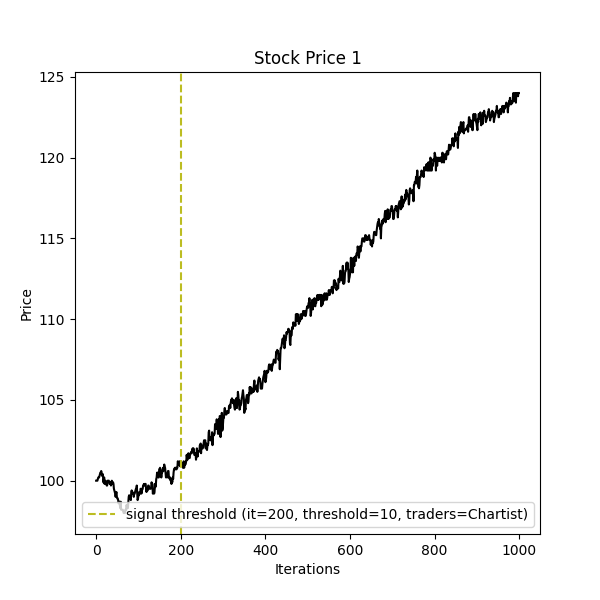 Stock Price 1
125
120
115
110
105
100
Price
signal threshold (it=200, threshold=10, traders=Chartist)
0 200 400 600 800 1000
Iterations